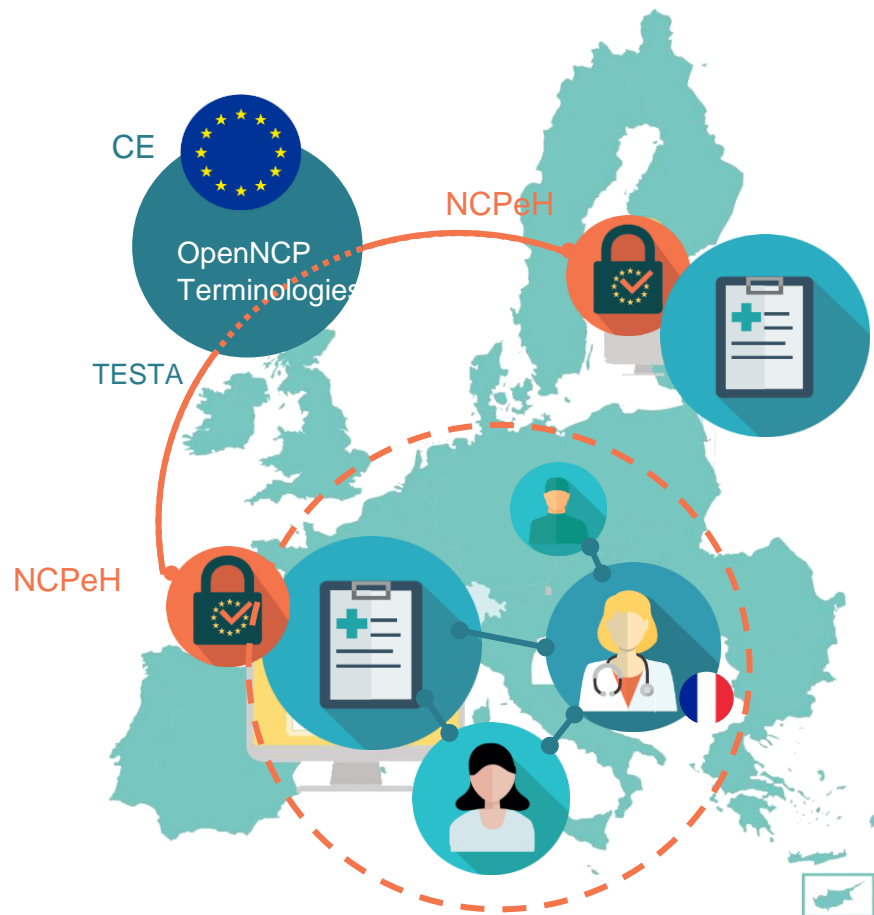 CE
NCPeH
OpenNCP
Terminologies
TESTA
NCPeH